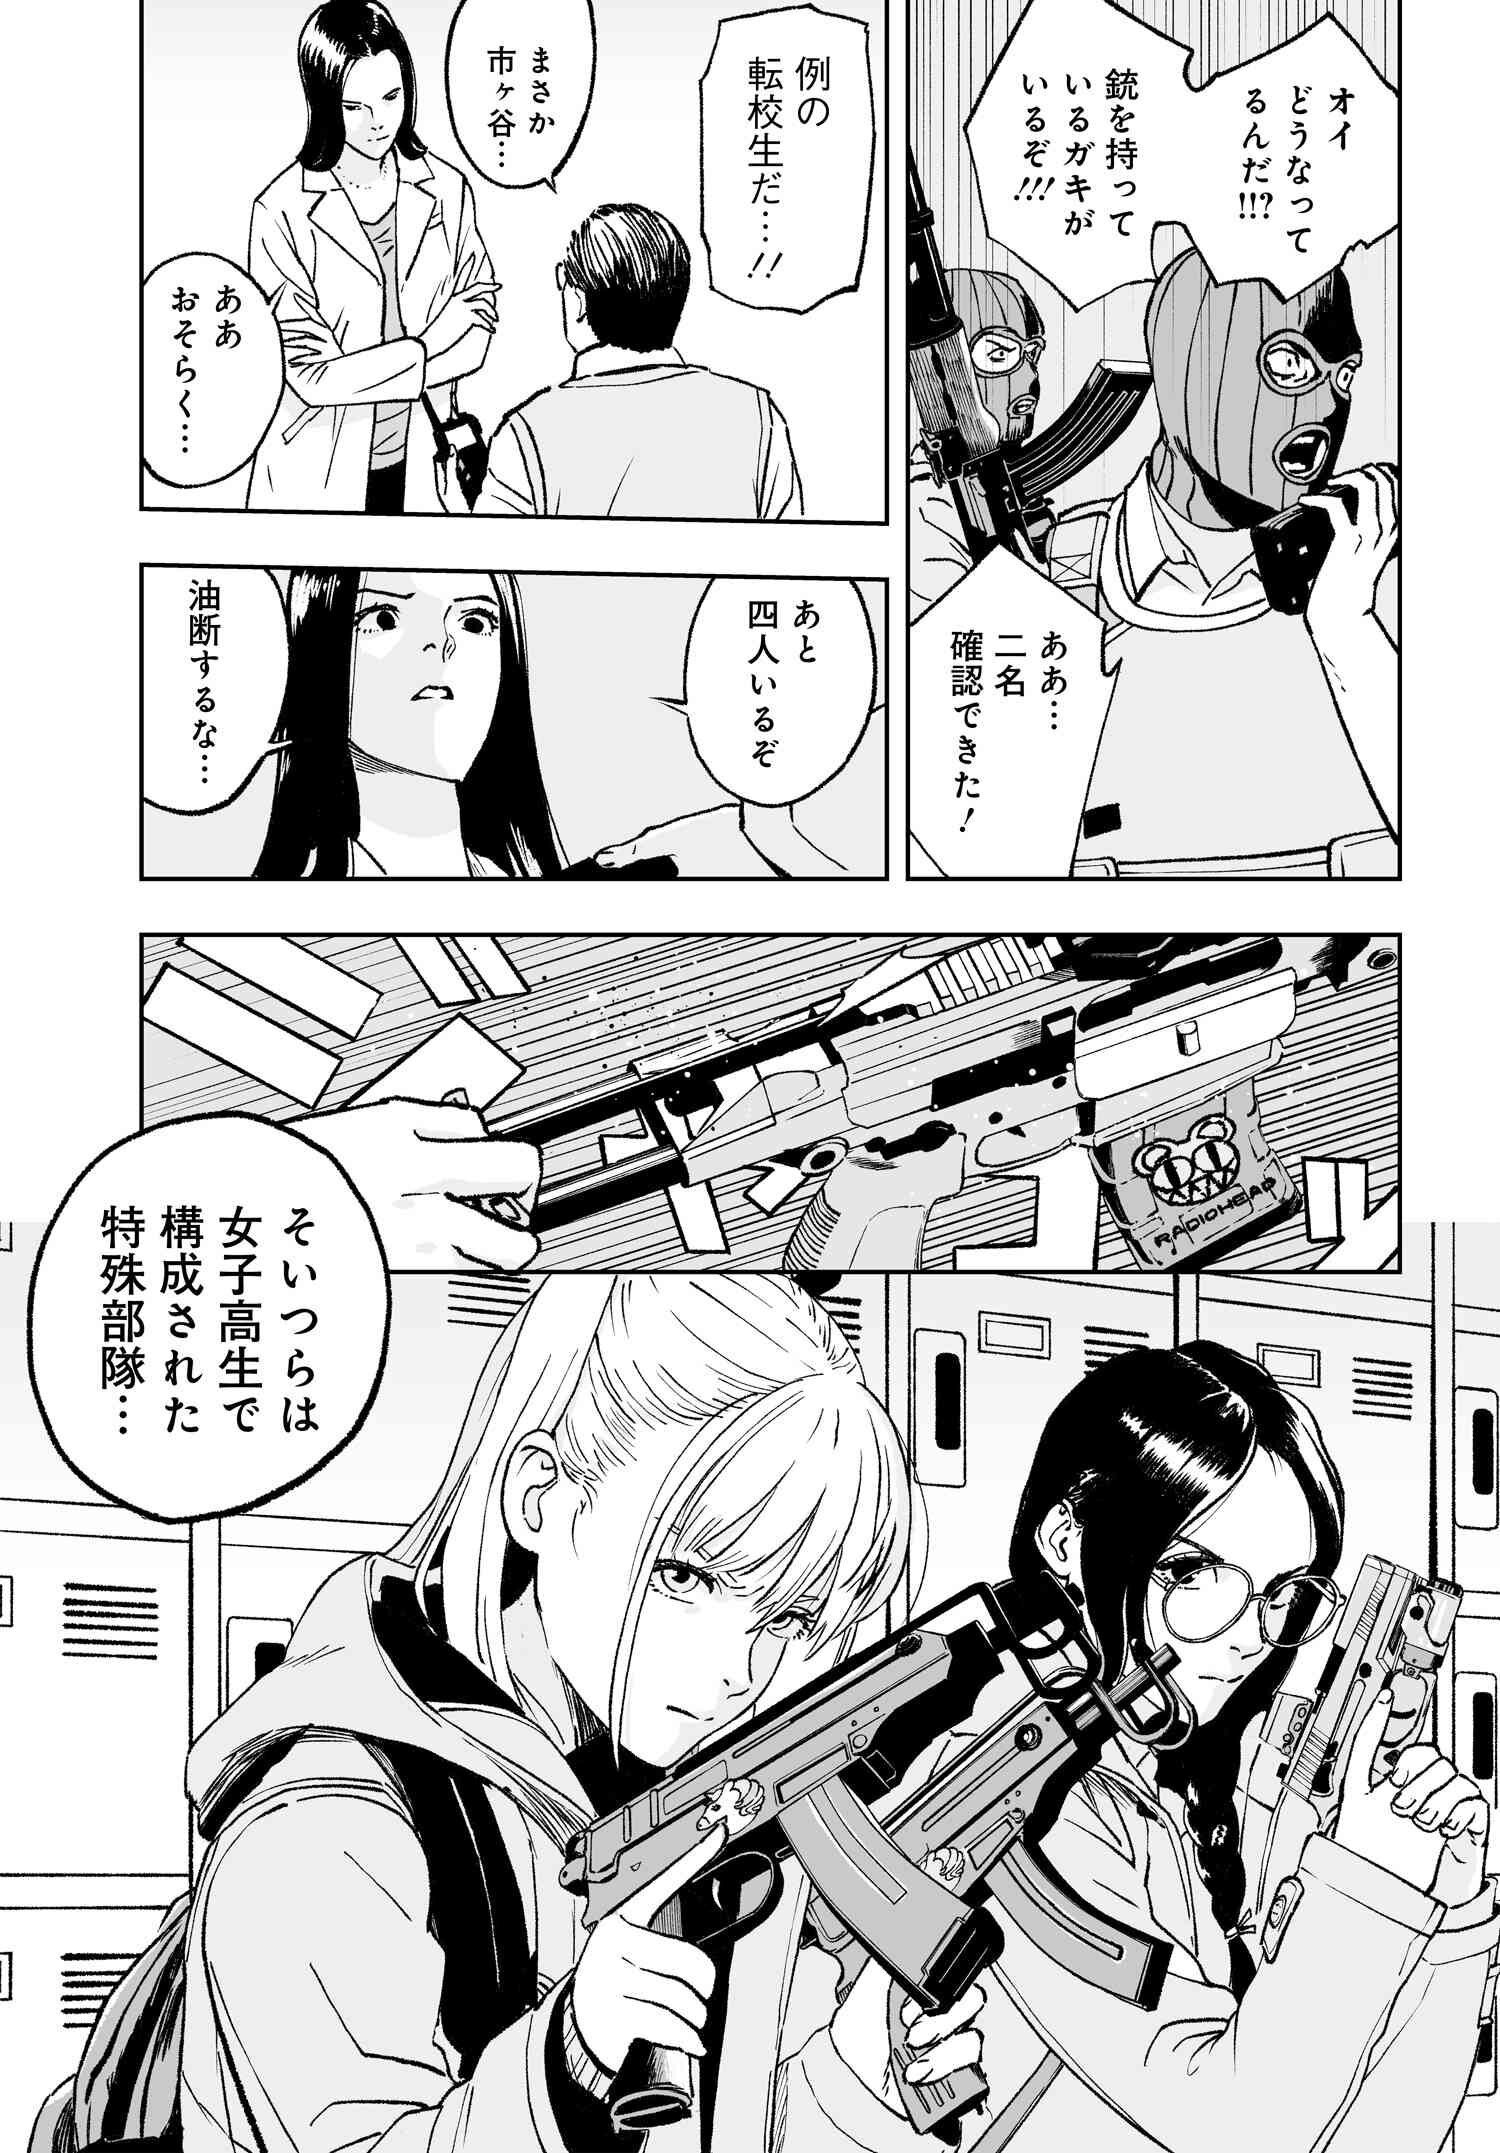 オイ
どうなって
るんだ!!?
銃を持って
いるガキが
いるぞ!!!
ああ…
二名
確認できた！
例の
転校生だ…!!
まさか
市ヶ谷…
ああ
おそらく…
あと
四人いるぞ
油断するな…
コッ
RADIOHEAD
そいつらは
女子高生で
構成された
特殊部隊…